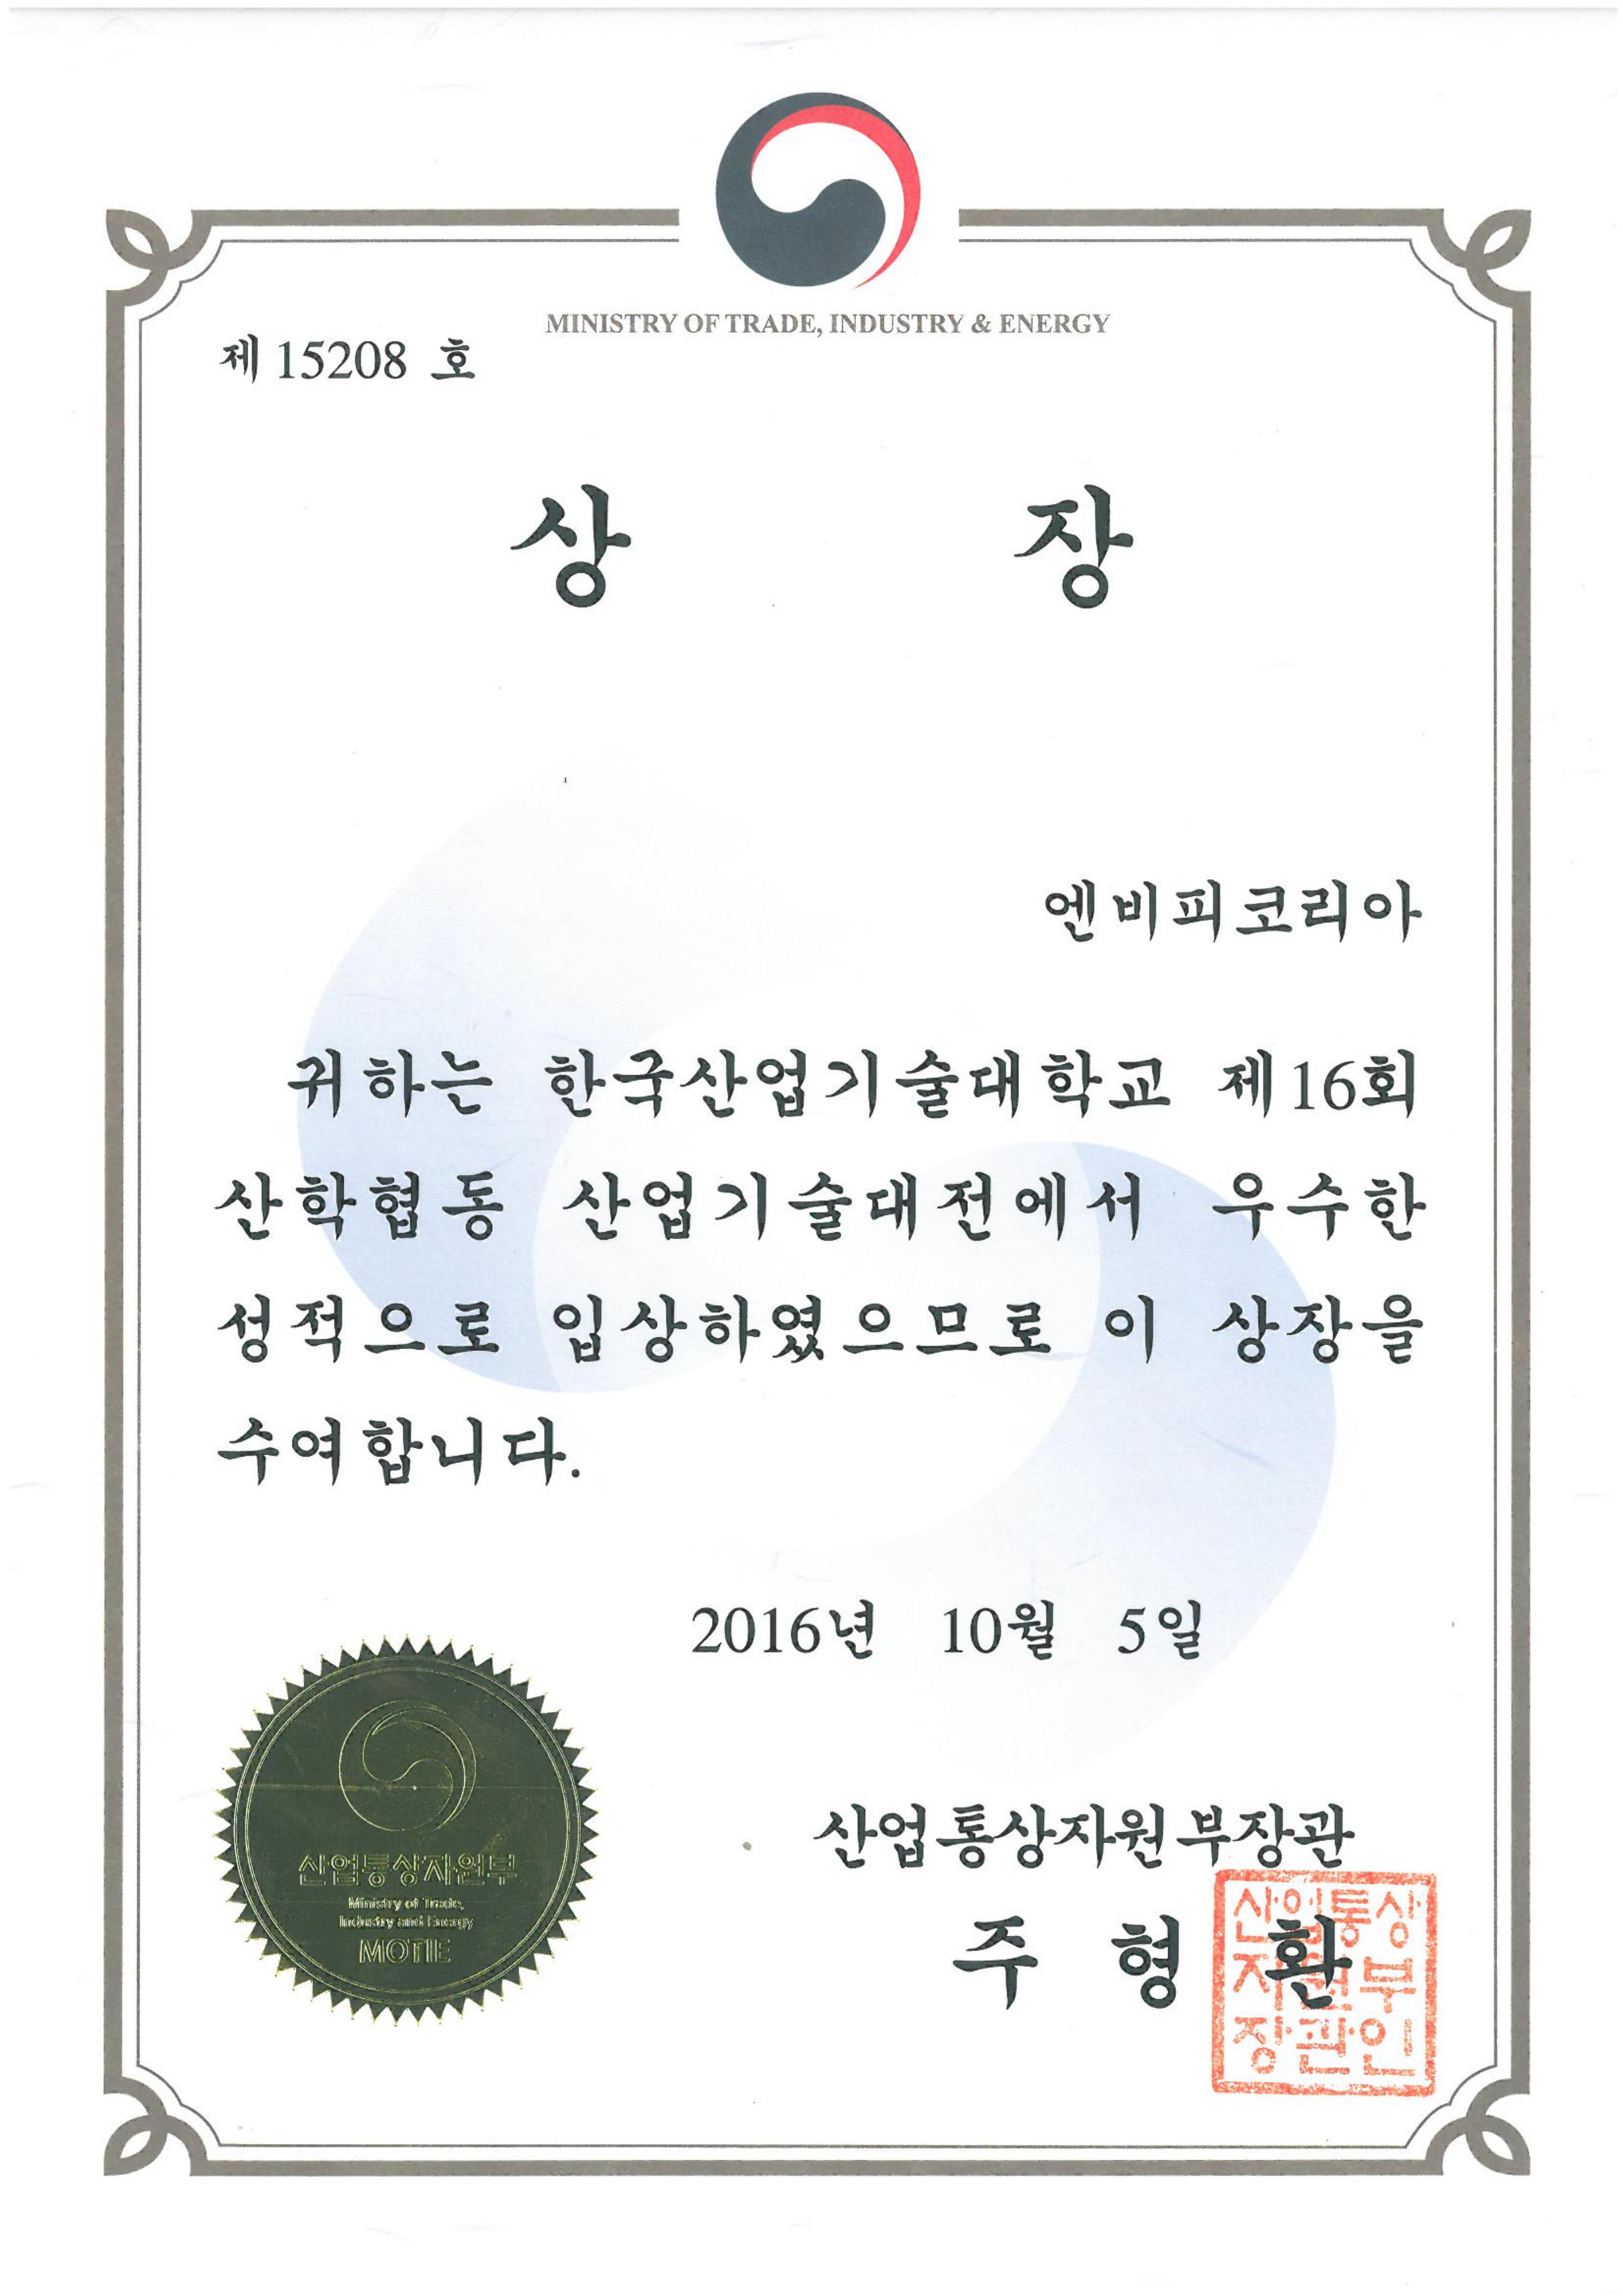 MINISTRY OF TRADE, INDUSTRY & ENERGY
제 15208 호
상 장
엔비피코리아
귀하는 한국산업기술대학교 제16회
산학협동 산업기술대전에서 우수한
성적으로 입상하였으므로 이 상장을
수여합니다.
2016년 10월 5일
산업통상자원부장관
주 형 환
산업통상
자원부
장관인
산업통상자원부
Ministry of Trade,
Industry and Energy
MOTIE